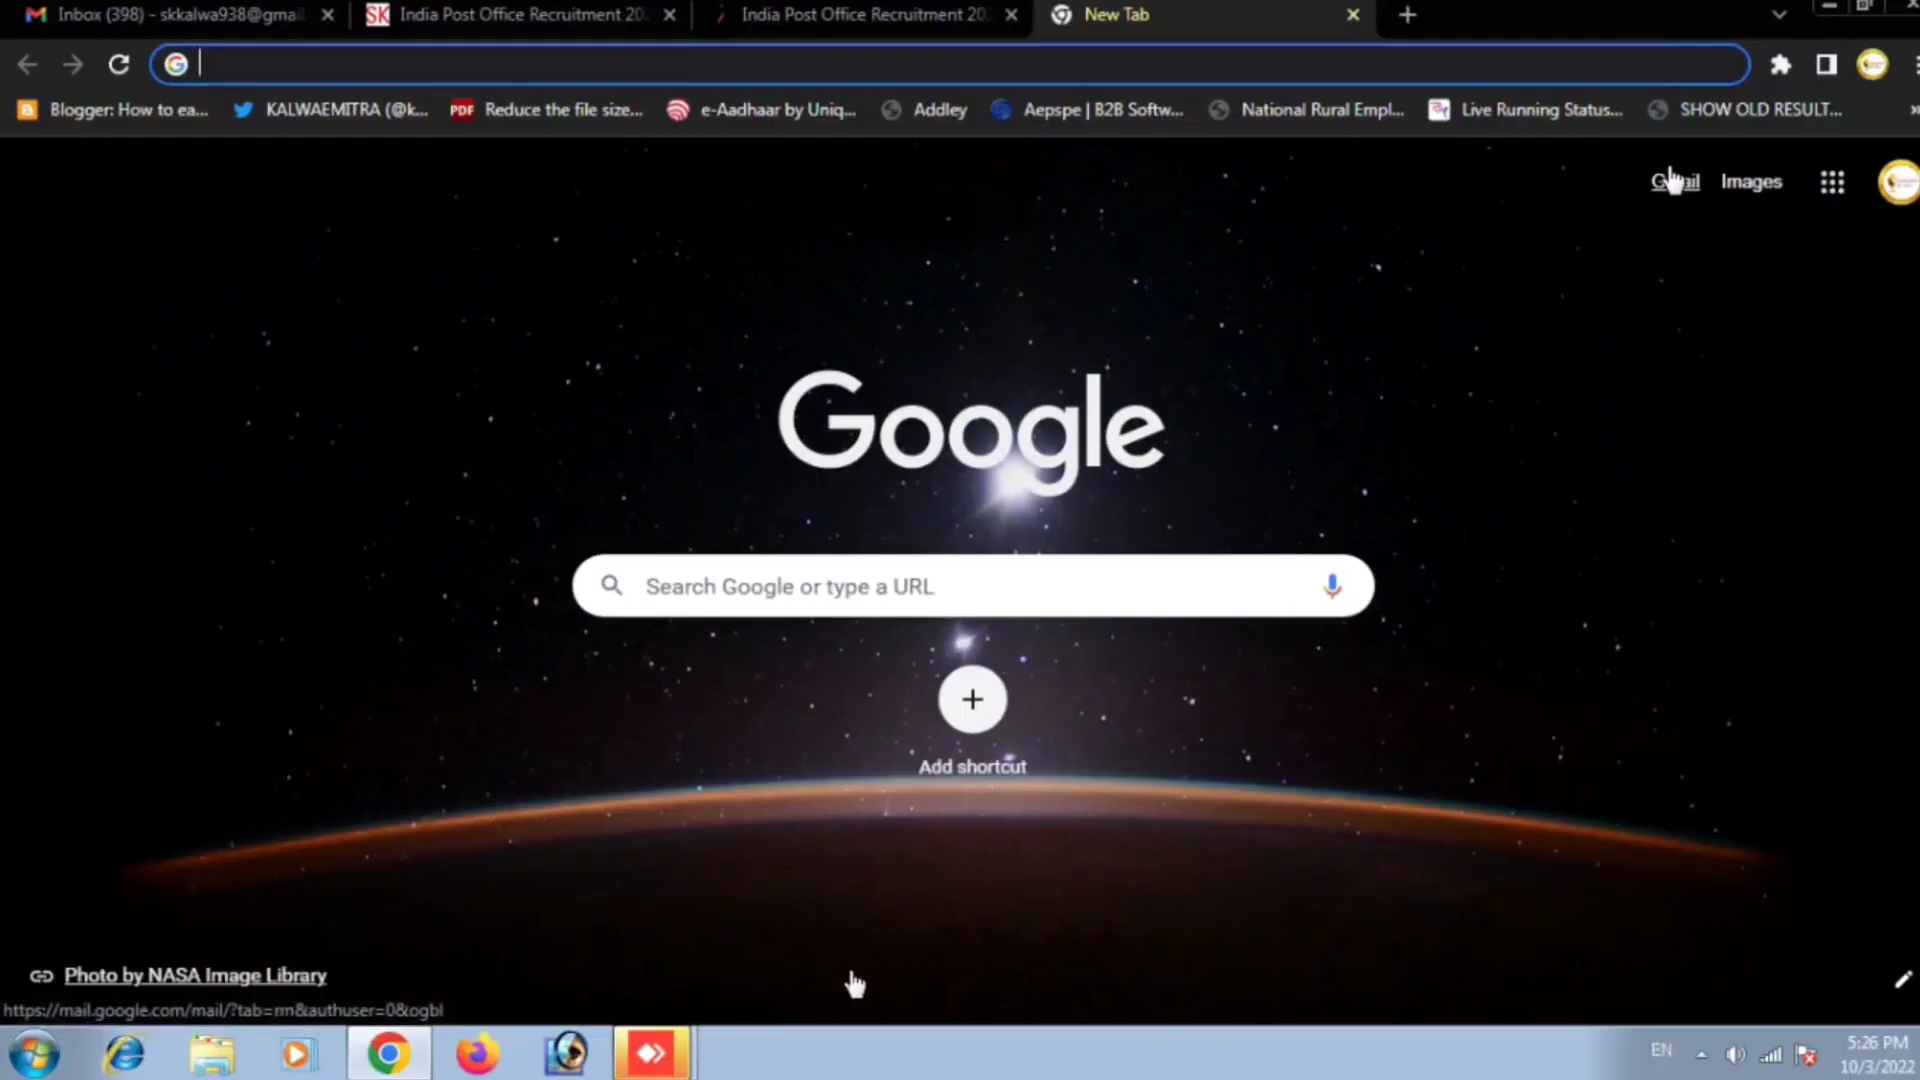 Inbox (398) - skkalwa938@gmai
India Post Office Recruitment 20
India Post Office Recruitment 20
New Tab
Blogger: How to ea...
KALWAEMITRA (@k...
PDF
Reduce the file size...
e-Aadhaar by Uniq...
Addley
Aepspe | B2B Softw...
National Rural Empl...
Live Running Status...
SHOW OLD RESULT...
Gmail
Images
Google
Search Google or type a URL
Add shortcut
Photo by NASA Image Library
https://mail.google.com/mail/?tab=rm&authuser=0&ogbl
EN
5:26 PM
10/3/2022